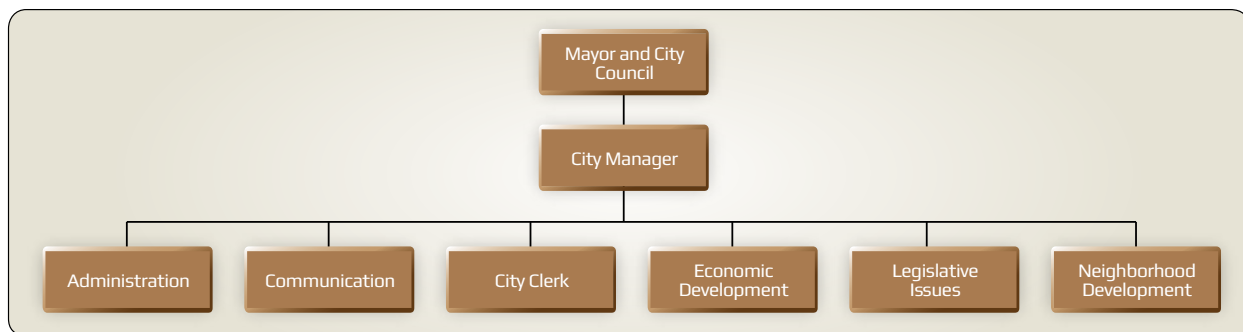 Mayor and City
Council
City Manager
Administration
Communication
City Clerk
Economic
Development
Legislative
Issues
Neighborhood
Development